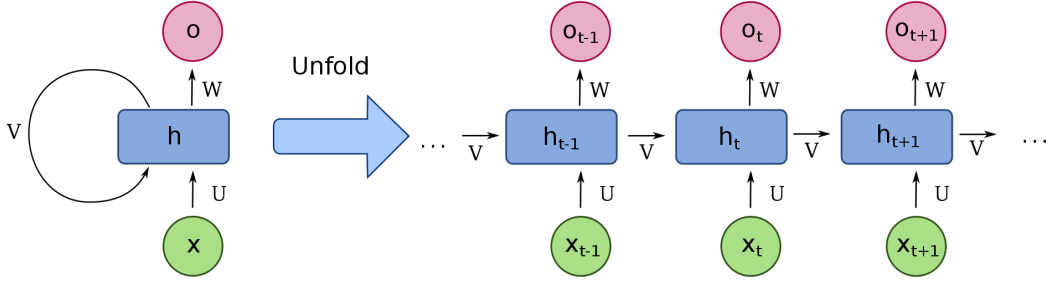 o o_{t-1} o_t o_{t+1}
Unfold
W W W W
V h ... V h_{t-1} V h_t V h_{t+1} V ...
U U U U
x x_{t-1} x_t x_{t+1}